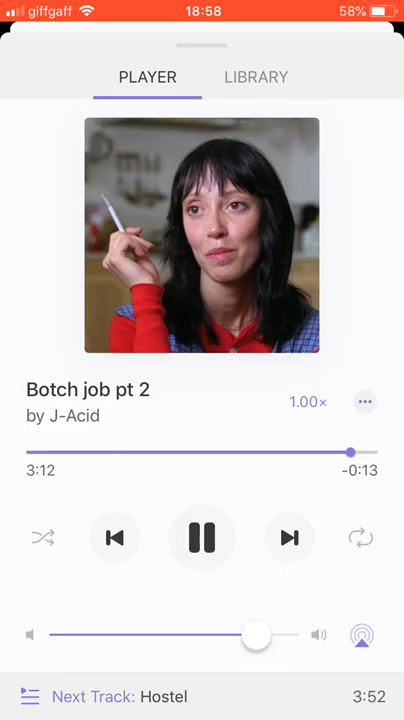 giffgaff 18:58 58%
PLAYER LIBRARY
Botch job pt 2
by J-Acid
1.00×
3:12 -0:13
Next Track: Hostel 3:52